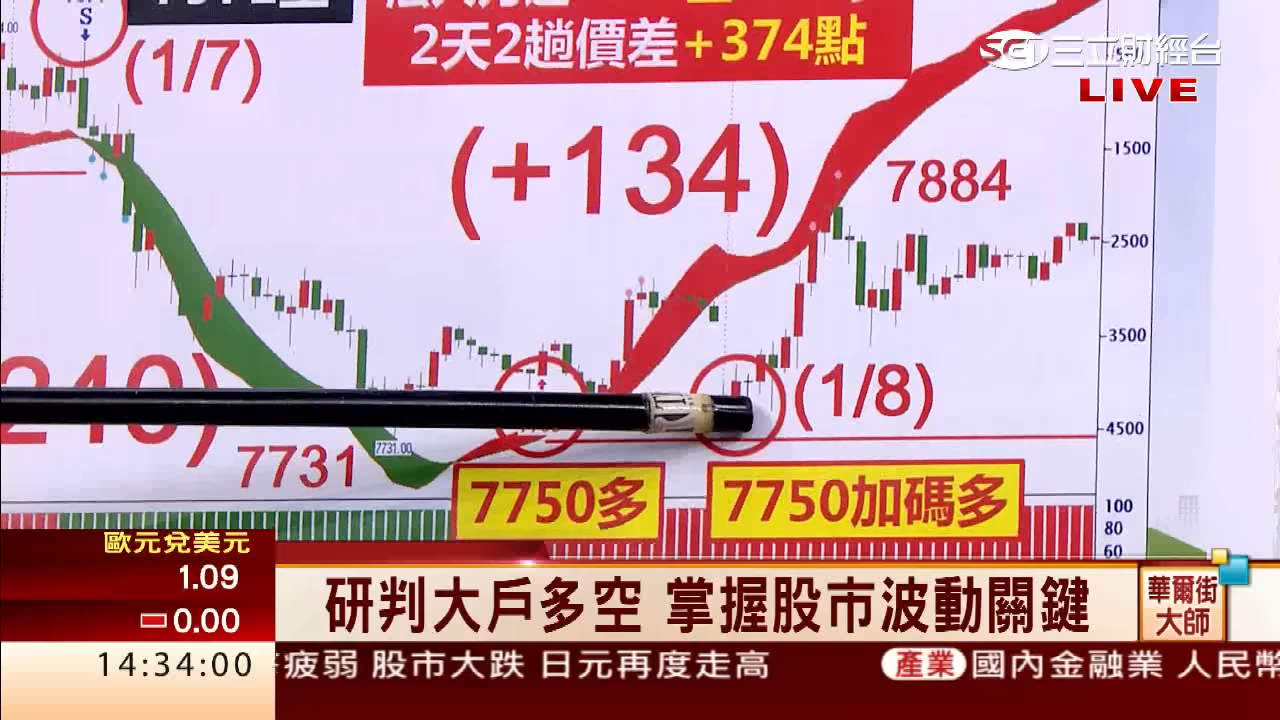 S
(1/7)
2天2趟價差+374點
SET三立財經台
LIVE
(+134)
7884
1500
2500
3500
4500
240)
7731
7731.00
(1/8)
7750多
7750加碼多
100
80
60
歐元兌美元
1.09
0.00
研判大戶多空 掌握股市波動關鍵
華爾街
大師
14:34:00
疲弱 股市大跌 日元再度走高
產業
國內金融業 人民幣